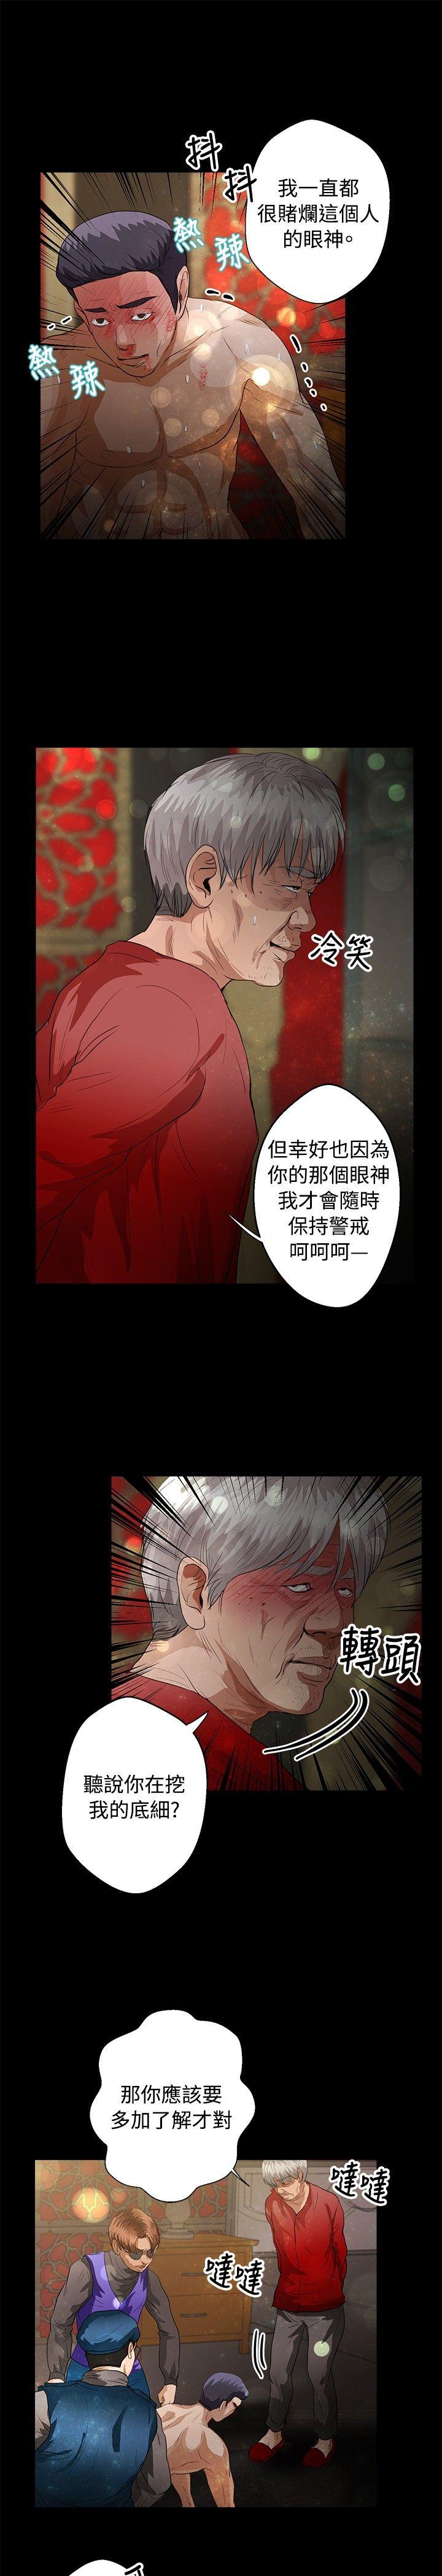 抖
抖
我一直都
很賭爛這個人
的眼神。
熱
辣
熱
辣
冷笑
但幸好也因為
你的那個眼神
我才會隨時
保持警戒
呵呵呵—
轉頭
聽說你在挖
我的底細?
那你應該要
多加了解才對
噠噠
噠噠